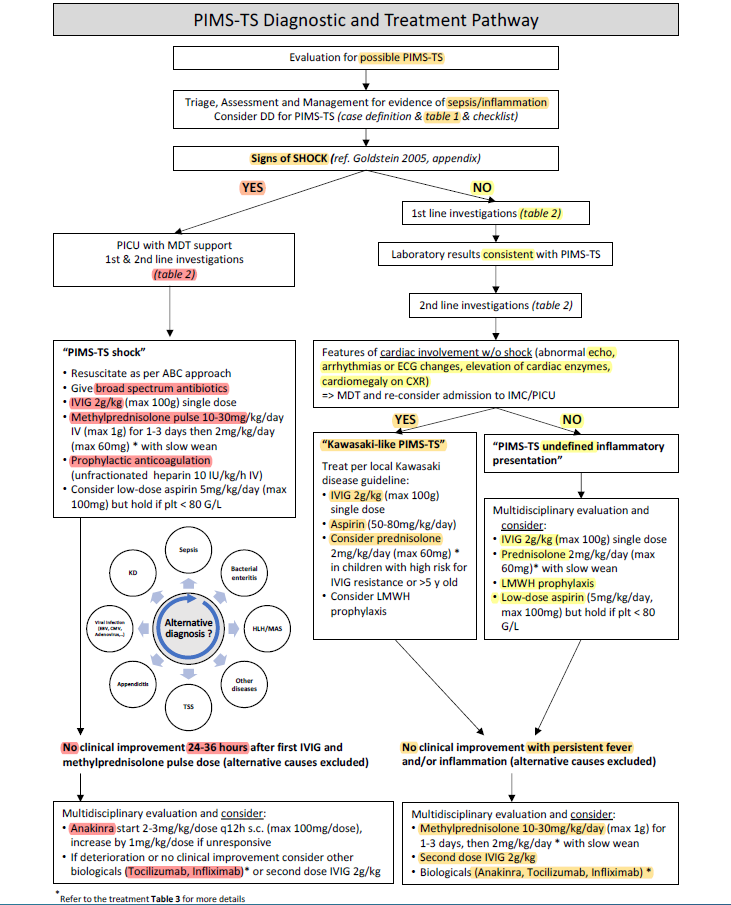 PIMS-TS Diagnostic and Treatment Pathway
Evaluation for possible PIMS-TS
Triage, Assessment and Management for evidence of sepsis/inflammation
Consider DD for PIMS-TS (case definition & table 1 & checklist)
Signs of SHOCK (ref. Goldstein 2005, appendix)
YES
NO
PICU with MDT support
1st & 2nd line investigations
(table 2)
1st line investigations (table 2)
Laboratory results consistent with PIMS-TS
2nd line investigations (table 2)
"PIMS-TS shock"
• Resuscitate as per ABC approach
• Give broad spectrum antibiotics
• IVIG 2g/kg (max 100g) single dose
• Methylprednisolone pulse 10-30mg/kg/day
IV (max 1g) for 1-3 days then 2mg/kg/day
(max 60mg) * with slow wean
• Prophylactic anticoagulation
(unfractionated heparin 10 IU/kg/h IV)
• Consider low-dose aspirin 5mg/kg/day (max
100mg) but hold if plt < 80 G/L
Features of cardiac involvement w/o shock (abnormal echo,
arrhythmias or ECG changes, elevation of cardiac enzymes,
cardiomegaly on CXR)
=> MDT and re-consider admission to IMC/PICU
YES
NO
"Kawasaki-like PIMS-TS"
Treat per local Kawasaki
disease guideline:
• IVIG 2g/kg (max 100g)
single dose
• Aspirin (50-80mg/kg/day)
• Consider prednisolone
2mg/kg/day (max 60mg) *
in children with high risk for
IVIG resistance or >5 y old
• Consider LMWH
prophylaxis
"PIMS-TS undefined inflammatory
presentation"
Multidisciplinary evaluation and
consider:
• IVIG 2g/kg (max 100g) single dose
• Prednisolone 2mg/kg/day (max
60mg)* with slow wean
• LMWH prophylaxis
• Low-dose aspirin (5mg/kg/day,
max 100mg) but hold if plt < 80
G/L
Sepsis
Bacterial
enteritis
HLH/MAS
Other
diseases
TSS
Appendicitis
Viral infection
(EBV, CMV,
Adenovirus,..)
KD
Alternative
diagnosis ?
No clinical improvement 24-36 hours after first IVIG and
methylprednisolone pulse dose (alternative causes excluded)
No clinical improvement with persistent fever
and/or inflammation (alternative causes excluded)
Multidisciplinary evaluation and consider:
• Anakinra start 2-3mg/kg/dose q12h s.c. (max 100mg/dose),
increase by 1mg/kg/dose if unresponsive
• If deterioration or no clinical improvement consider other
biologicals (Tocilizumab, Infliximab)* or second dose IVIG 2g/kg
Multidisciplinary evaluation and consider:
• Methylprednisolone 10-30mg/kg/day (max 1g) for
1-3 days, then 2mg/kg/day * with slow wean
• Second dose IVIG 2g/kg
• Biologicals (Anakinra, Tocilizumab, Infliximab) *
* Refer to the treatment Table 3 for more details